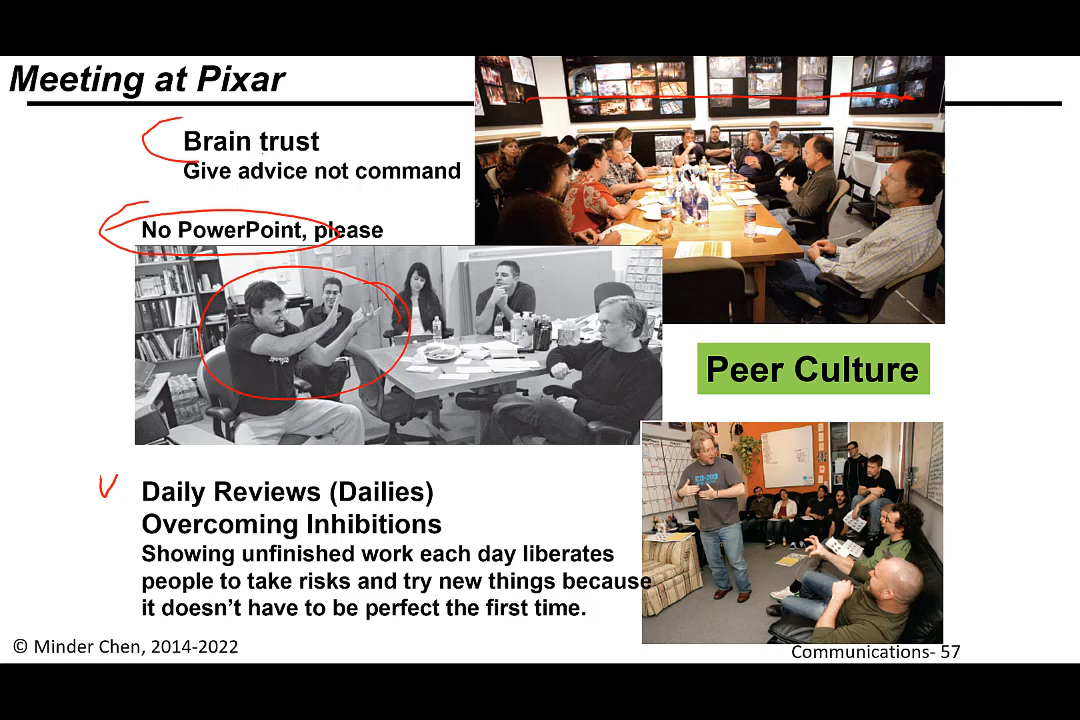 Meeting at Pixar
Brain trust
Give advice not command
No PowerPoint, please
Peer Culture
Daily Reviews (Dailies)
Overcoming Inhibitions
Showing unfinished work each day liberates
people to take risks and try new things because
it doesn't have to be perfect the first time.
© Minder Chen, 2014-2022
Communications- 57